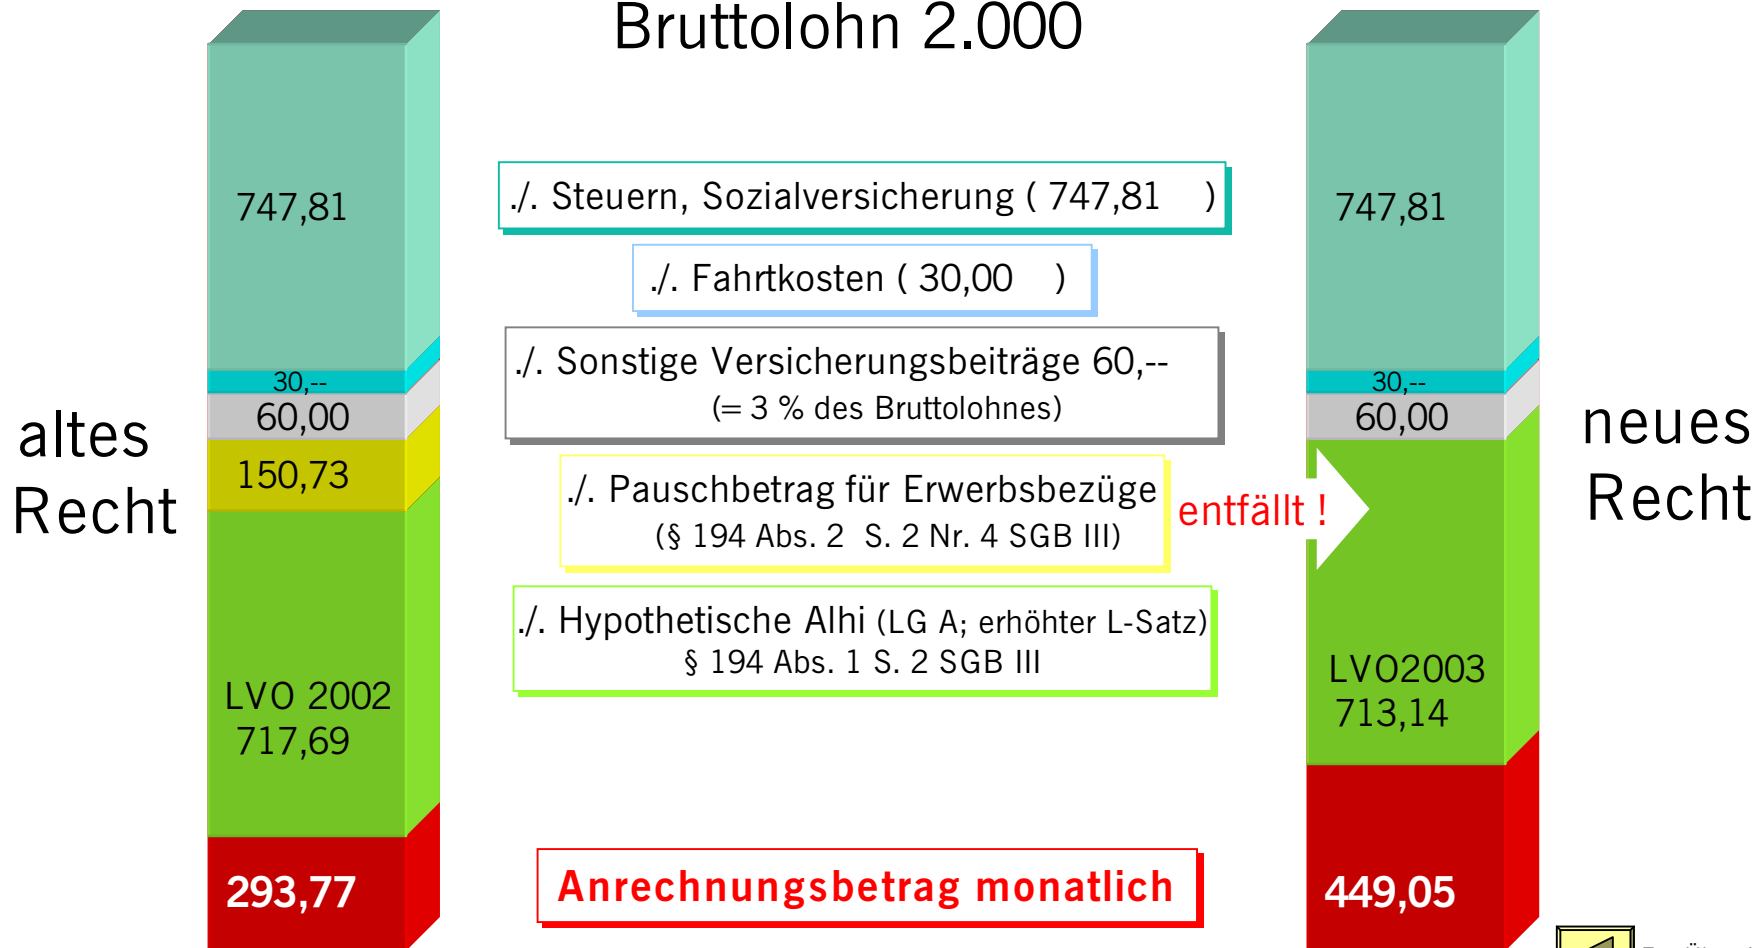 Bruttolohn 2.000
altes
Recht
747,81
30,--
60,00
150,73
LVO 2002
717,69
293,77
./. Steuern, Sozialversicherung ( 747,81 )
./. Fahrtkosten ( 30,00 )
./. Sonstige Versicherungsbeiträge 60,--
(= 3 % des Bruttolohnes)
./. Pauschbetrag für Erwerbsbezüge
(§ 194 Abs. 2 S. 2 Nr. 4 SGB III)
entfällt !
./. Hypothetische Alhi (LG A; erhöhter L-Satz)
§ 194 Abs. 1 S. 2 SGB III
Anrechnungsbetrag monatlich
747,81
30,--
60,00
LVO2003
713,14
449,05
neues
Recht